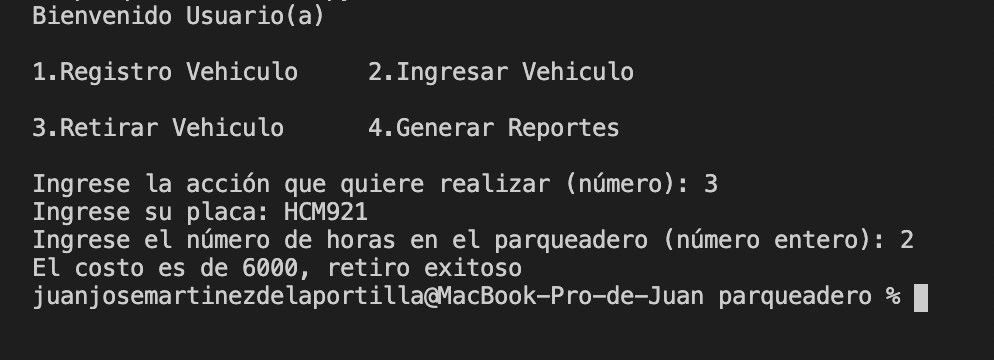 Bienvenido Usuario(a)
1.Registro Vehiculo 2.Ingresar Vehiculo
3.Retirar Vehiculo 4.Generar Reportes
Ingrese la acción que quiere realizar (número): 3
Ingrese su placa: HCM921
Ingrese el número de horas en el parqueadero (número entero): 2
El costo es de 6000, retiro exitoso
juanjosemartinezdelaportilla@MacBook-Pro-de-Juan parqueadero %